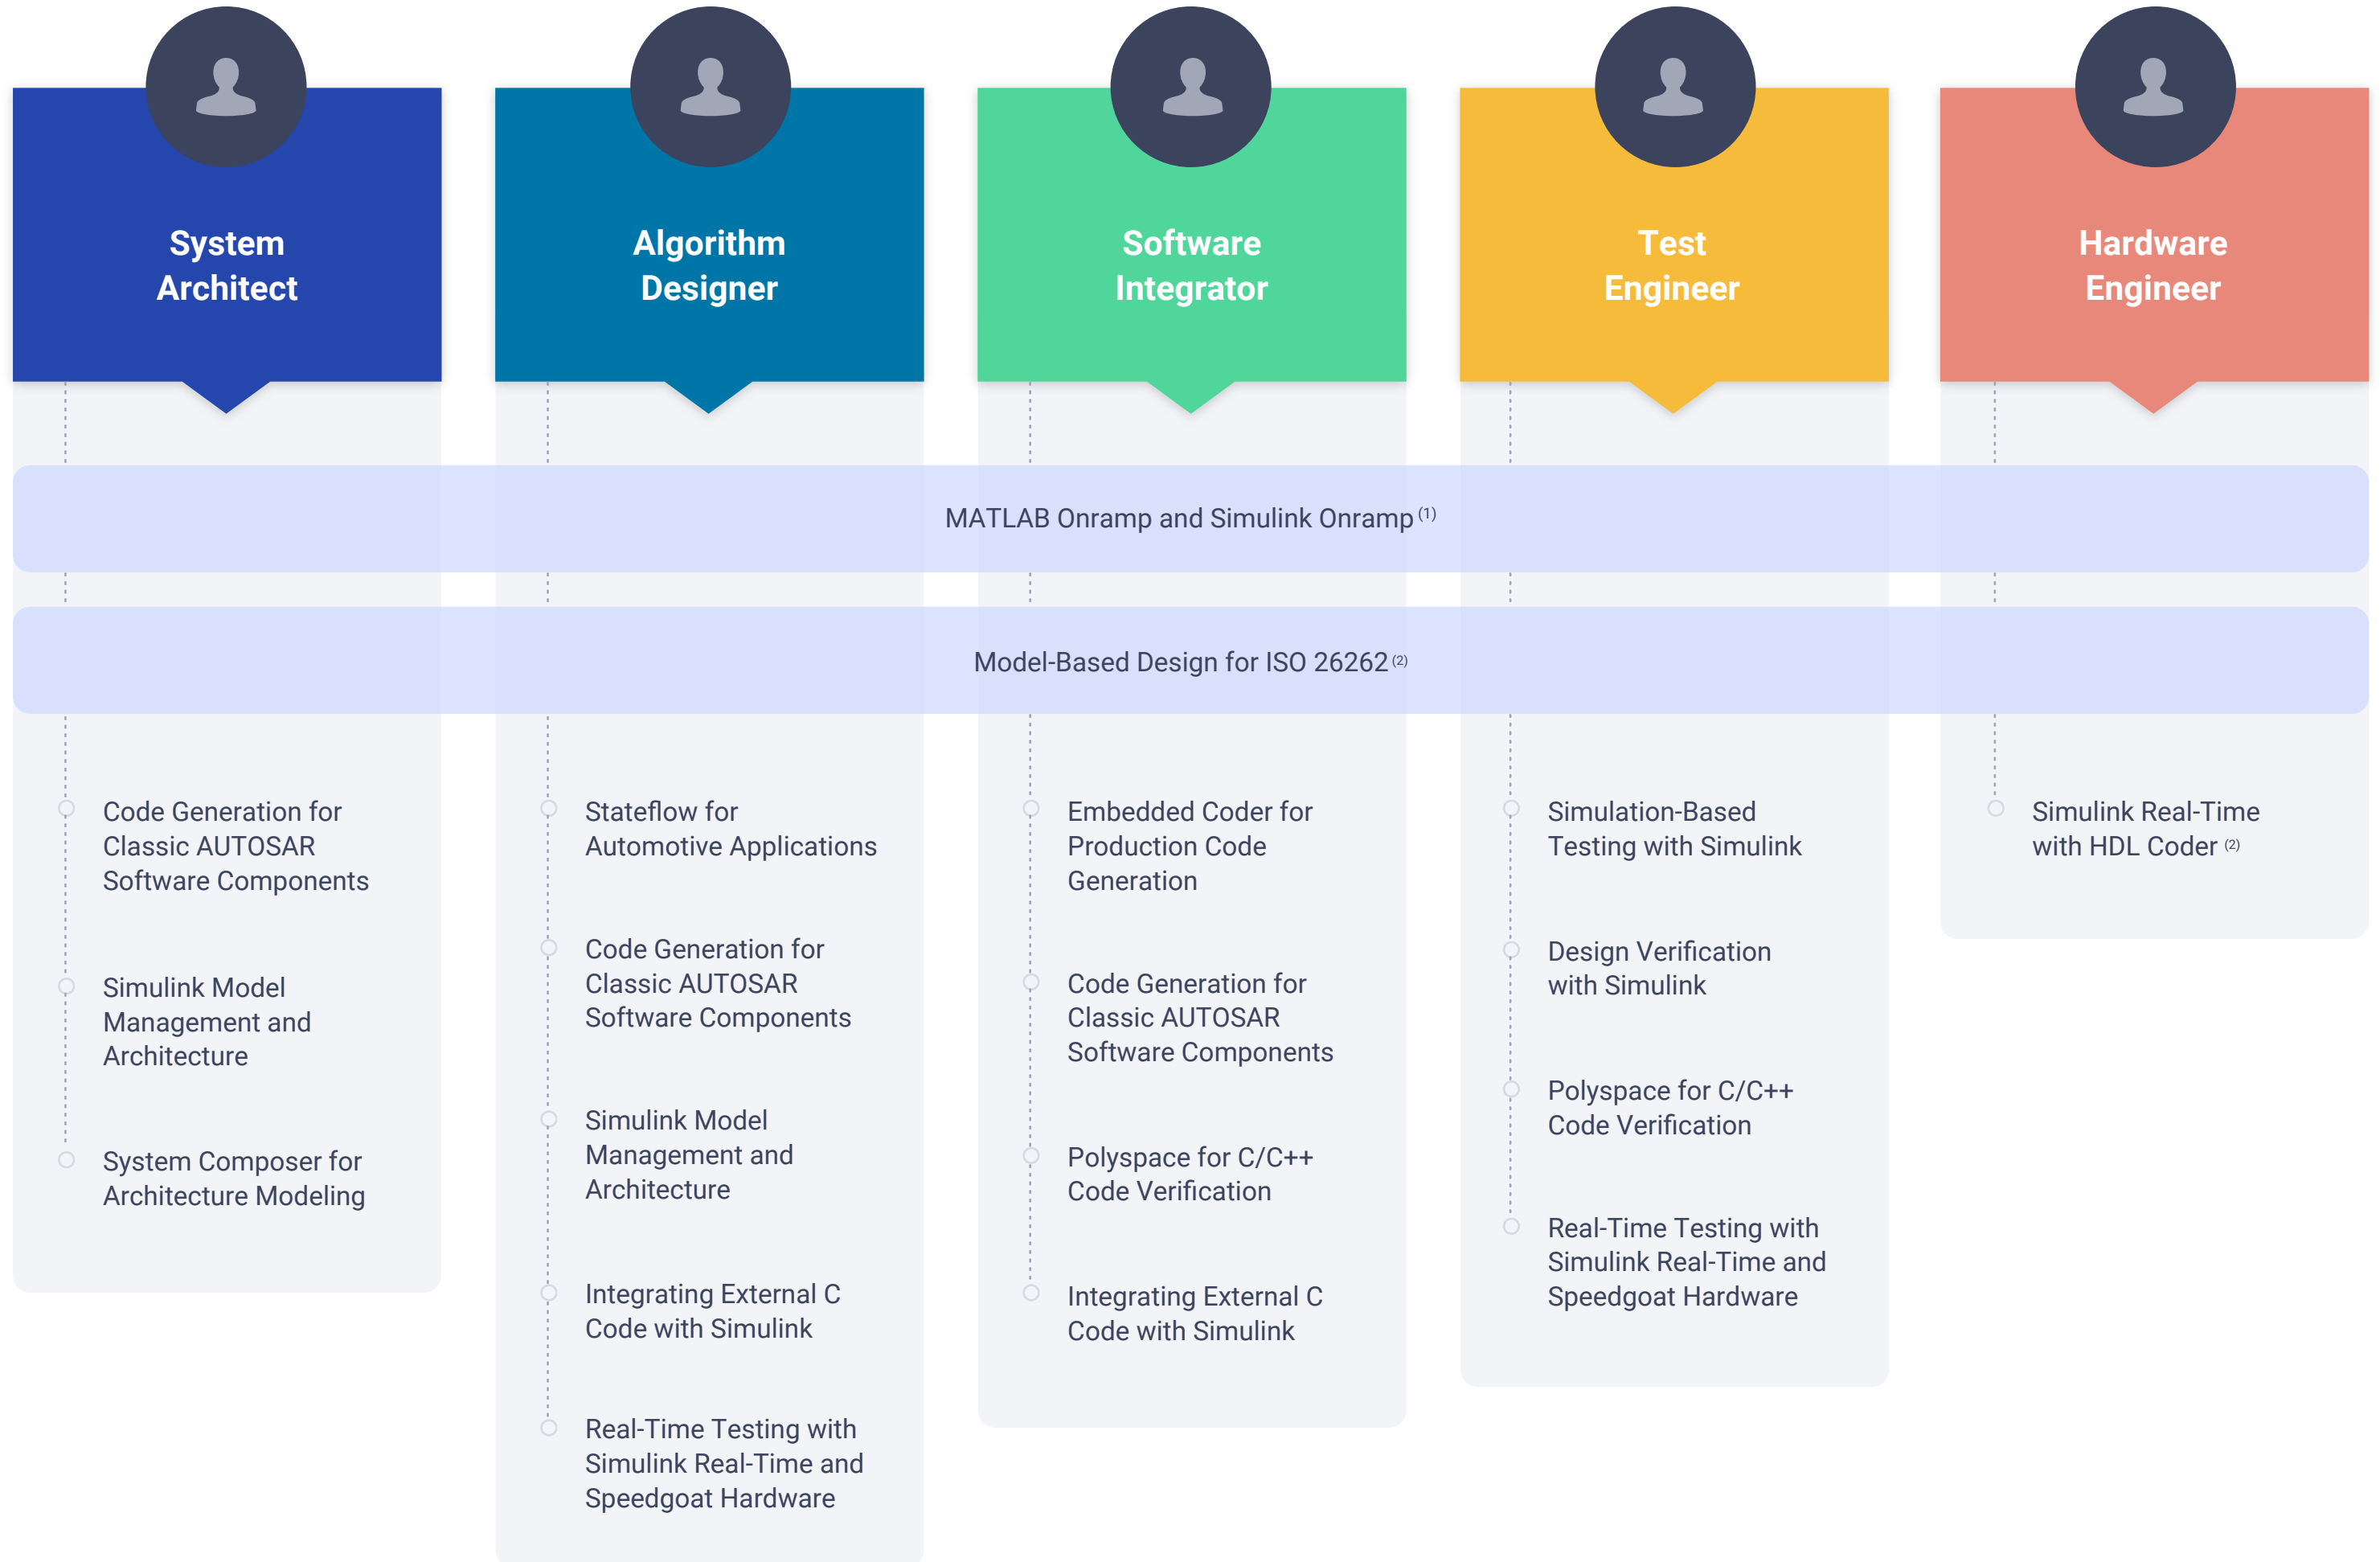 System
Architect
Algorithm
Designer
Software
Integrator
Test
Engineer
Hardware
Engineer
MATLAB Onramp and Simulink Onramp (1)
Model-Based Design for ISO 26262 (2)
Code Generation for
Classic AUTOSAR
Software Components
Simulink Model
Management and
Architecture
System Composer for
Architecture Modeling
Stateflow for
Automotive Applications
Code Generation for
Classic AUTOSAR
Software Components
Simulink Model
Management and
Architecture
Integrating External C
Code with Simulink
Real-Time Testing with
Simulink Real-Time and
Speedgoat Hardware
Embedded Coder for
Production Code
Generation
Code Generation for
Classic AUTOSAR
Software Components
Polyspace for C/C++
Code Verification
Integrating External C
Code with Simulink
Simulation-Based
Testing with Simulink
Design Verification
with Simulink
Polyspace for C/C++
Code Verification
Real-Time Testing with
Simulink Real-Time and
Speedgoat Hardware
Simulink Real-Time
with HDL Coder (2)